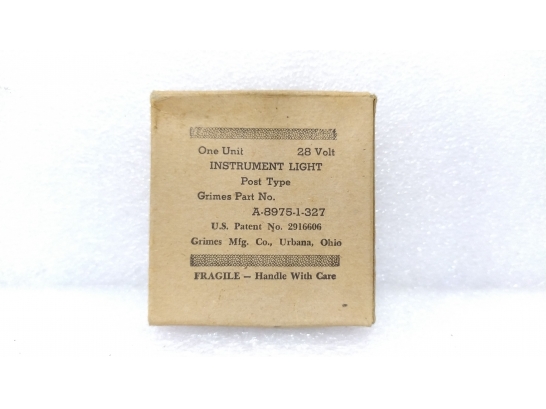 One Unit 28 Volt
INSTRUMENT LIGHT
Post Type
Grimes Part No.
A-8975-1-327
U.S. Patent No. 2916606
Grimes Mfg. Co., Urbana, Ohio
FRAGILE — Handle With Care